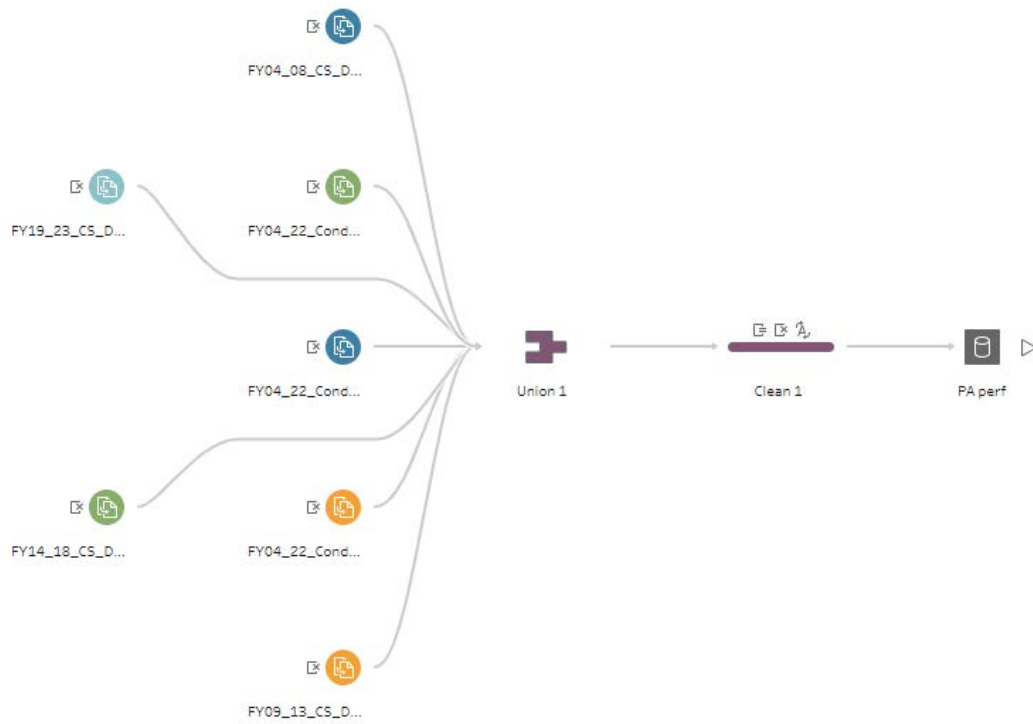 FY04_08_CS_D...
FY19_23_CS_D...
FY04_22_Cond...
FY04_22_Cond...
Union 1
Clean 1
PA perf
FY14_18_CS_D...
FY04_22_Cond...
FY09_13_CS_D...